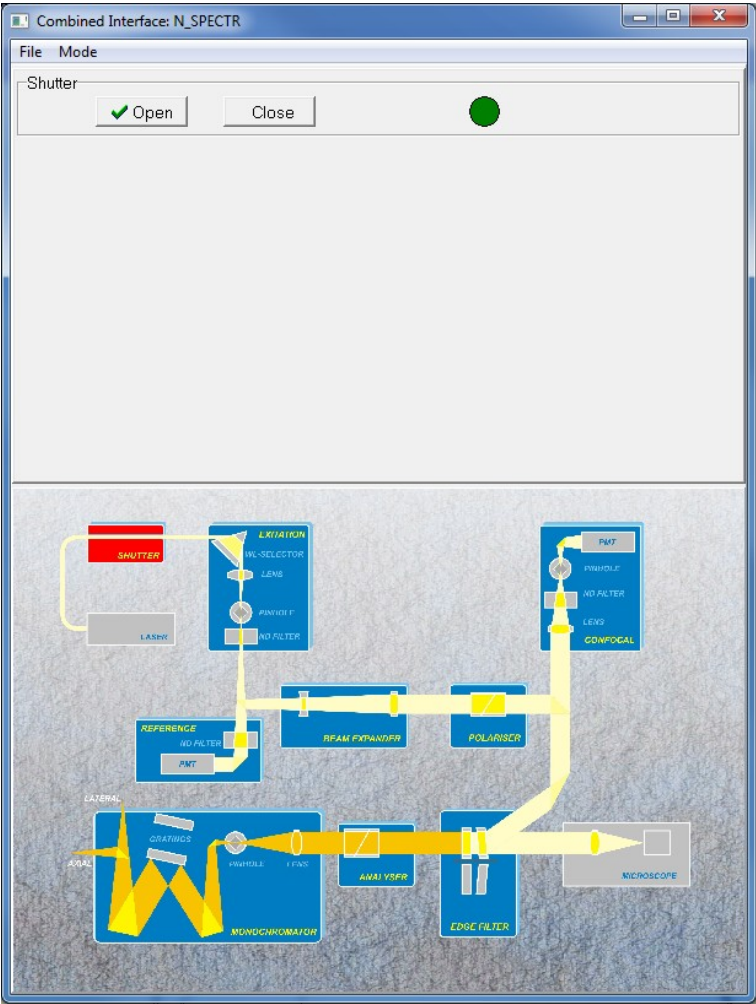 Combined Interface: N_SPECTR
File Mode
Shutter
Open Close
SHUTTER
LASER
EXITATION
WL-SELECTOR
LENS
PINHOLE
ND FILTER
PMT
PINHOLE
ND FILTER
LENS
CONFOCAL
REFERENCE
ND FILTER
PMT
BEAM EXPANDER
POLARISER
LATERAL
AXIAL
GRATINGS
PINHOLE
LENS
MONOCHROMATOR
ANALYSER
EDGE FILTER
MICROSCOPE